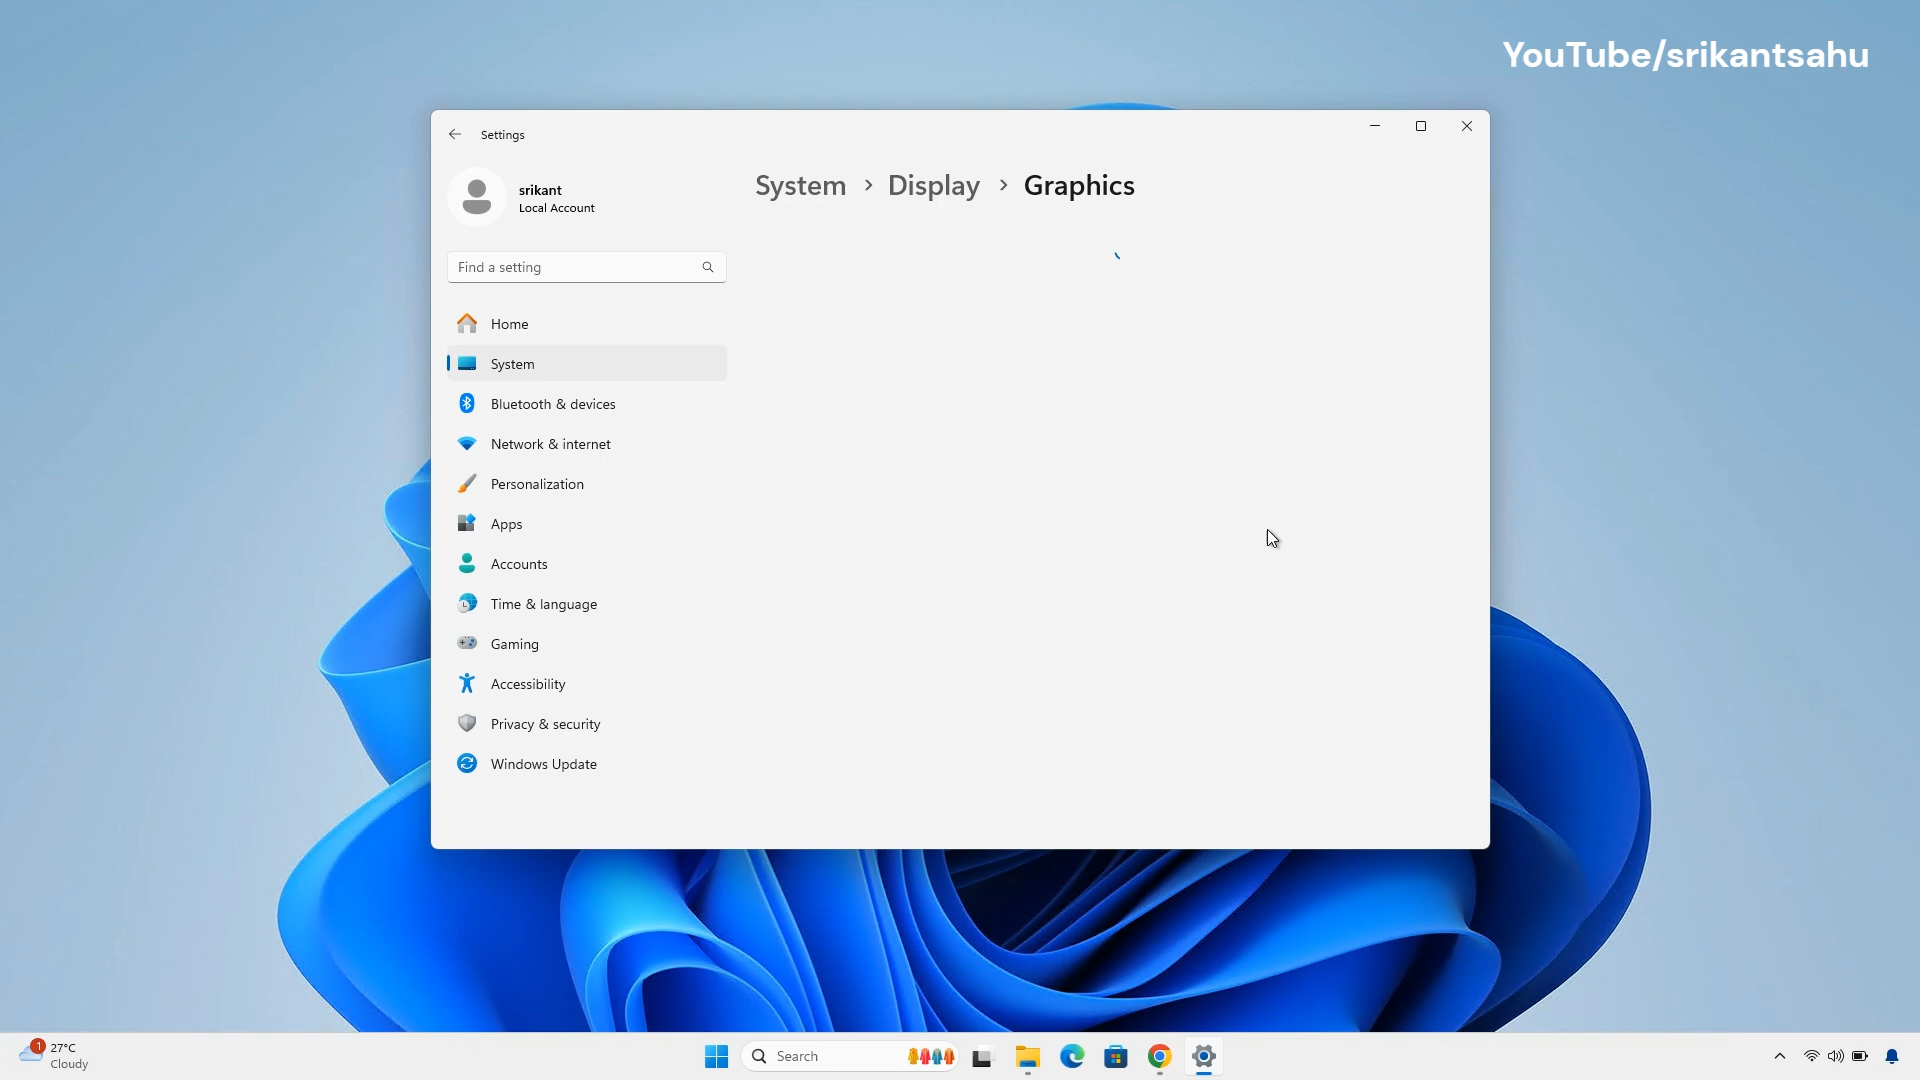 YouTube/srikantsahu
Settings
srikant
Local Account
System > Display > Graphics
Find a setting
Home
System
Bluetooth & devices
Network & internet
Personalization
Apps
Accounts
Time & language
Gaming
Accessibility
Privacy & security
Windows Update
1
27°C
Cloudy
Search